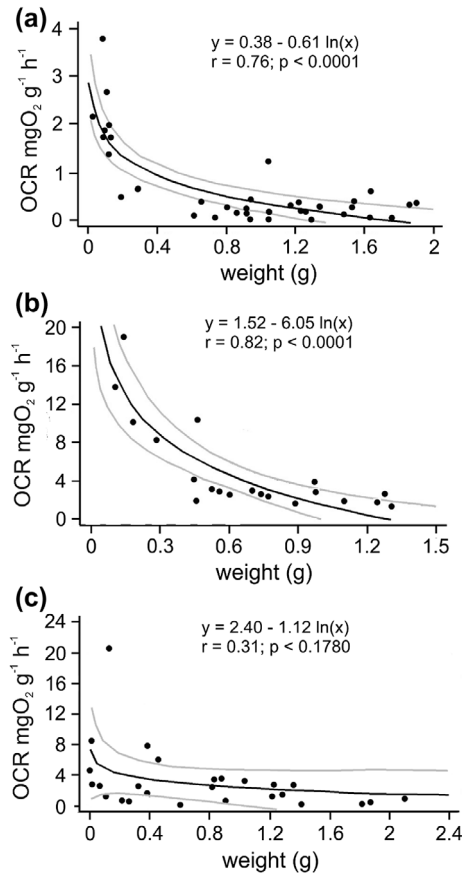 (a)
y = 0.38 - 0.61 ln(x)
r = 0.76; p < 0.0001
OCR mgO₂ g⁻¹ h⁻¹
4
3
2
1
0
0 0.4 0.8 1.2 1.6 2
weight (g)
(b)
y = 1.52 - 6.05 ln(x)
r = 0.82; p < 0.0001
OCR mgO₂ g⁻¹ h⁻¹
20
16
12
8
4
0
0 0.3 0.6 0.9 1.2 1.5
weight (g)
(c)
y = 2.40 - 1.12 ln(x)
r = 0.31; p < 0.1780
OCR mgO₂ g⁻¹ h⁻¹
24
20
16
12
8
4
0
0 0.4 0.8 1.2 1.6 2.0 2.4
weight (g)